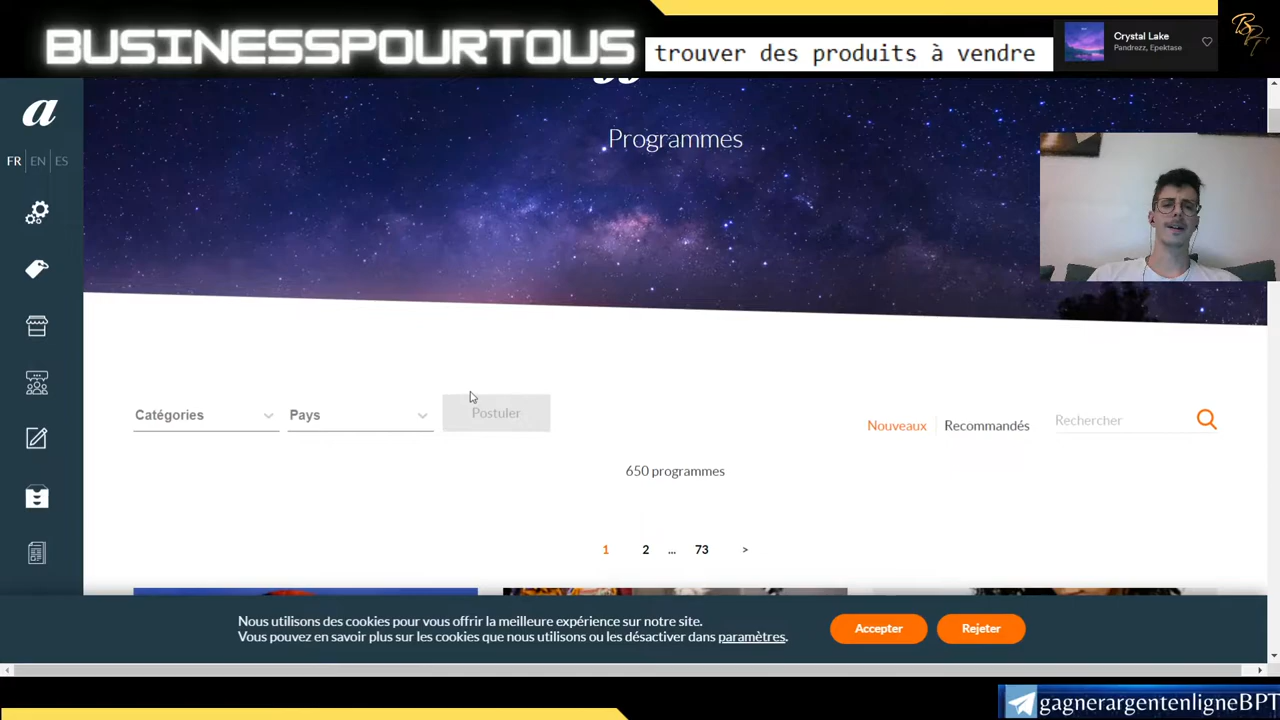 BUSINESSPOURTOUS
trouver des produits à vendre
Crystal Lake
Pandrezz, Epektase
a
FR | EN | ES
Programmes
Catégories
Pays
Postuler
Nouveaux | Recommandés
Rechercher
650 programmes
1 2 ... 73 >
Nous utilisons des cookies pour vous offrir la meilleure expérience sur notre site.
Vous pouvez en savoir plus sur les cookies que nous utilisons ou les désactiver dans paramètres.
Accepter
Rejeter
gagnerargentenligneBPT